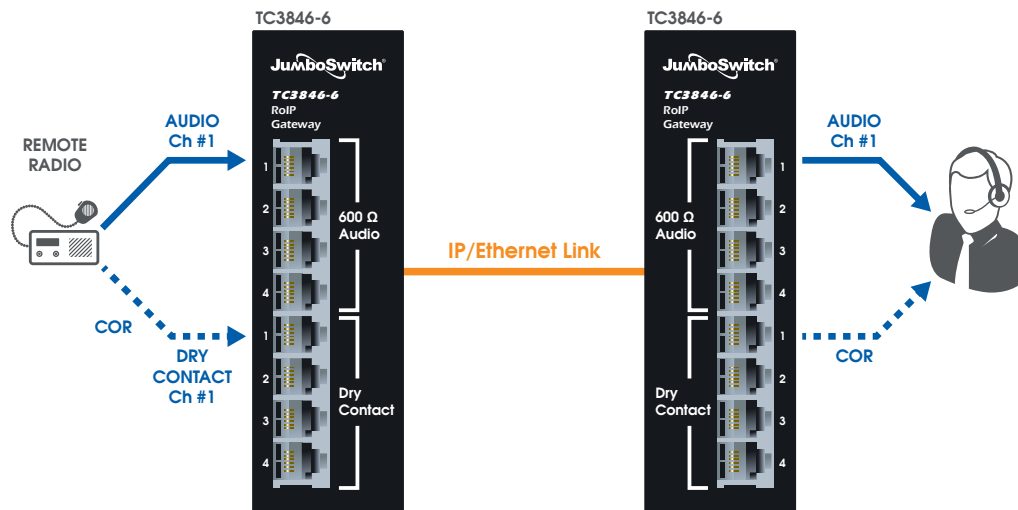 TC3846-6
TC3846-6
JumboSwitch®
TC3846-6
RoIP
Gateway
JumboSwitch®
TC3846-6
RoIP
Gateway
REMOTE
RADIO
AUDIO
Ch #1
COR
DRY
CONTACT
Ch #1
1
2
3
4
1
2
3
4
600 Ω
Audio
Dry
Contact
IP/Ethernet Link
600 Ω
Audio
Dry
Contact
1
2
3
4
1
2
3
4
AUDIO
Ch #1
COR